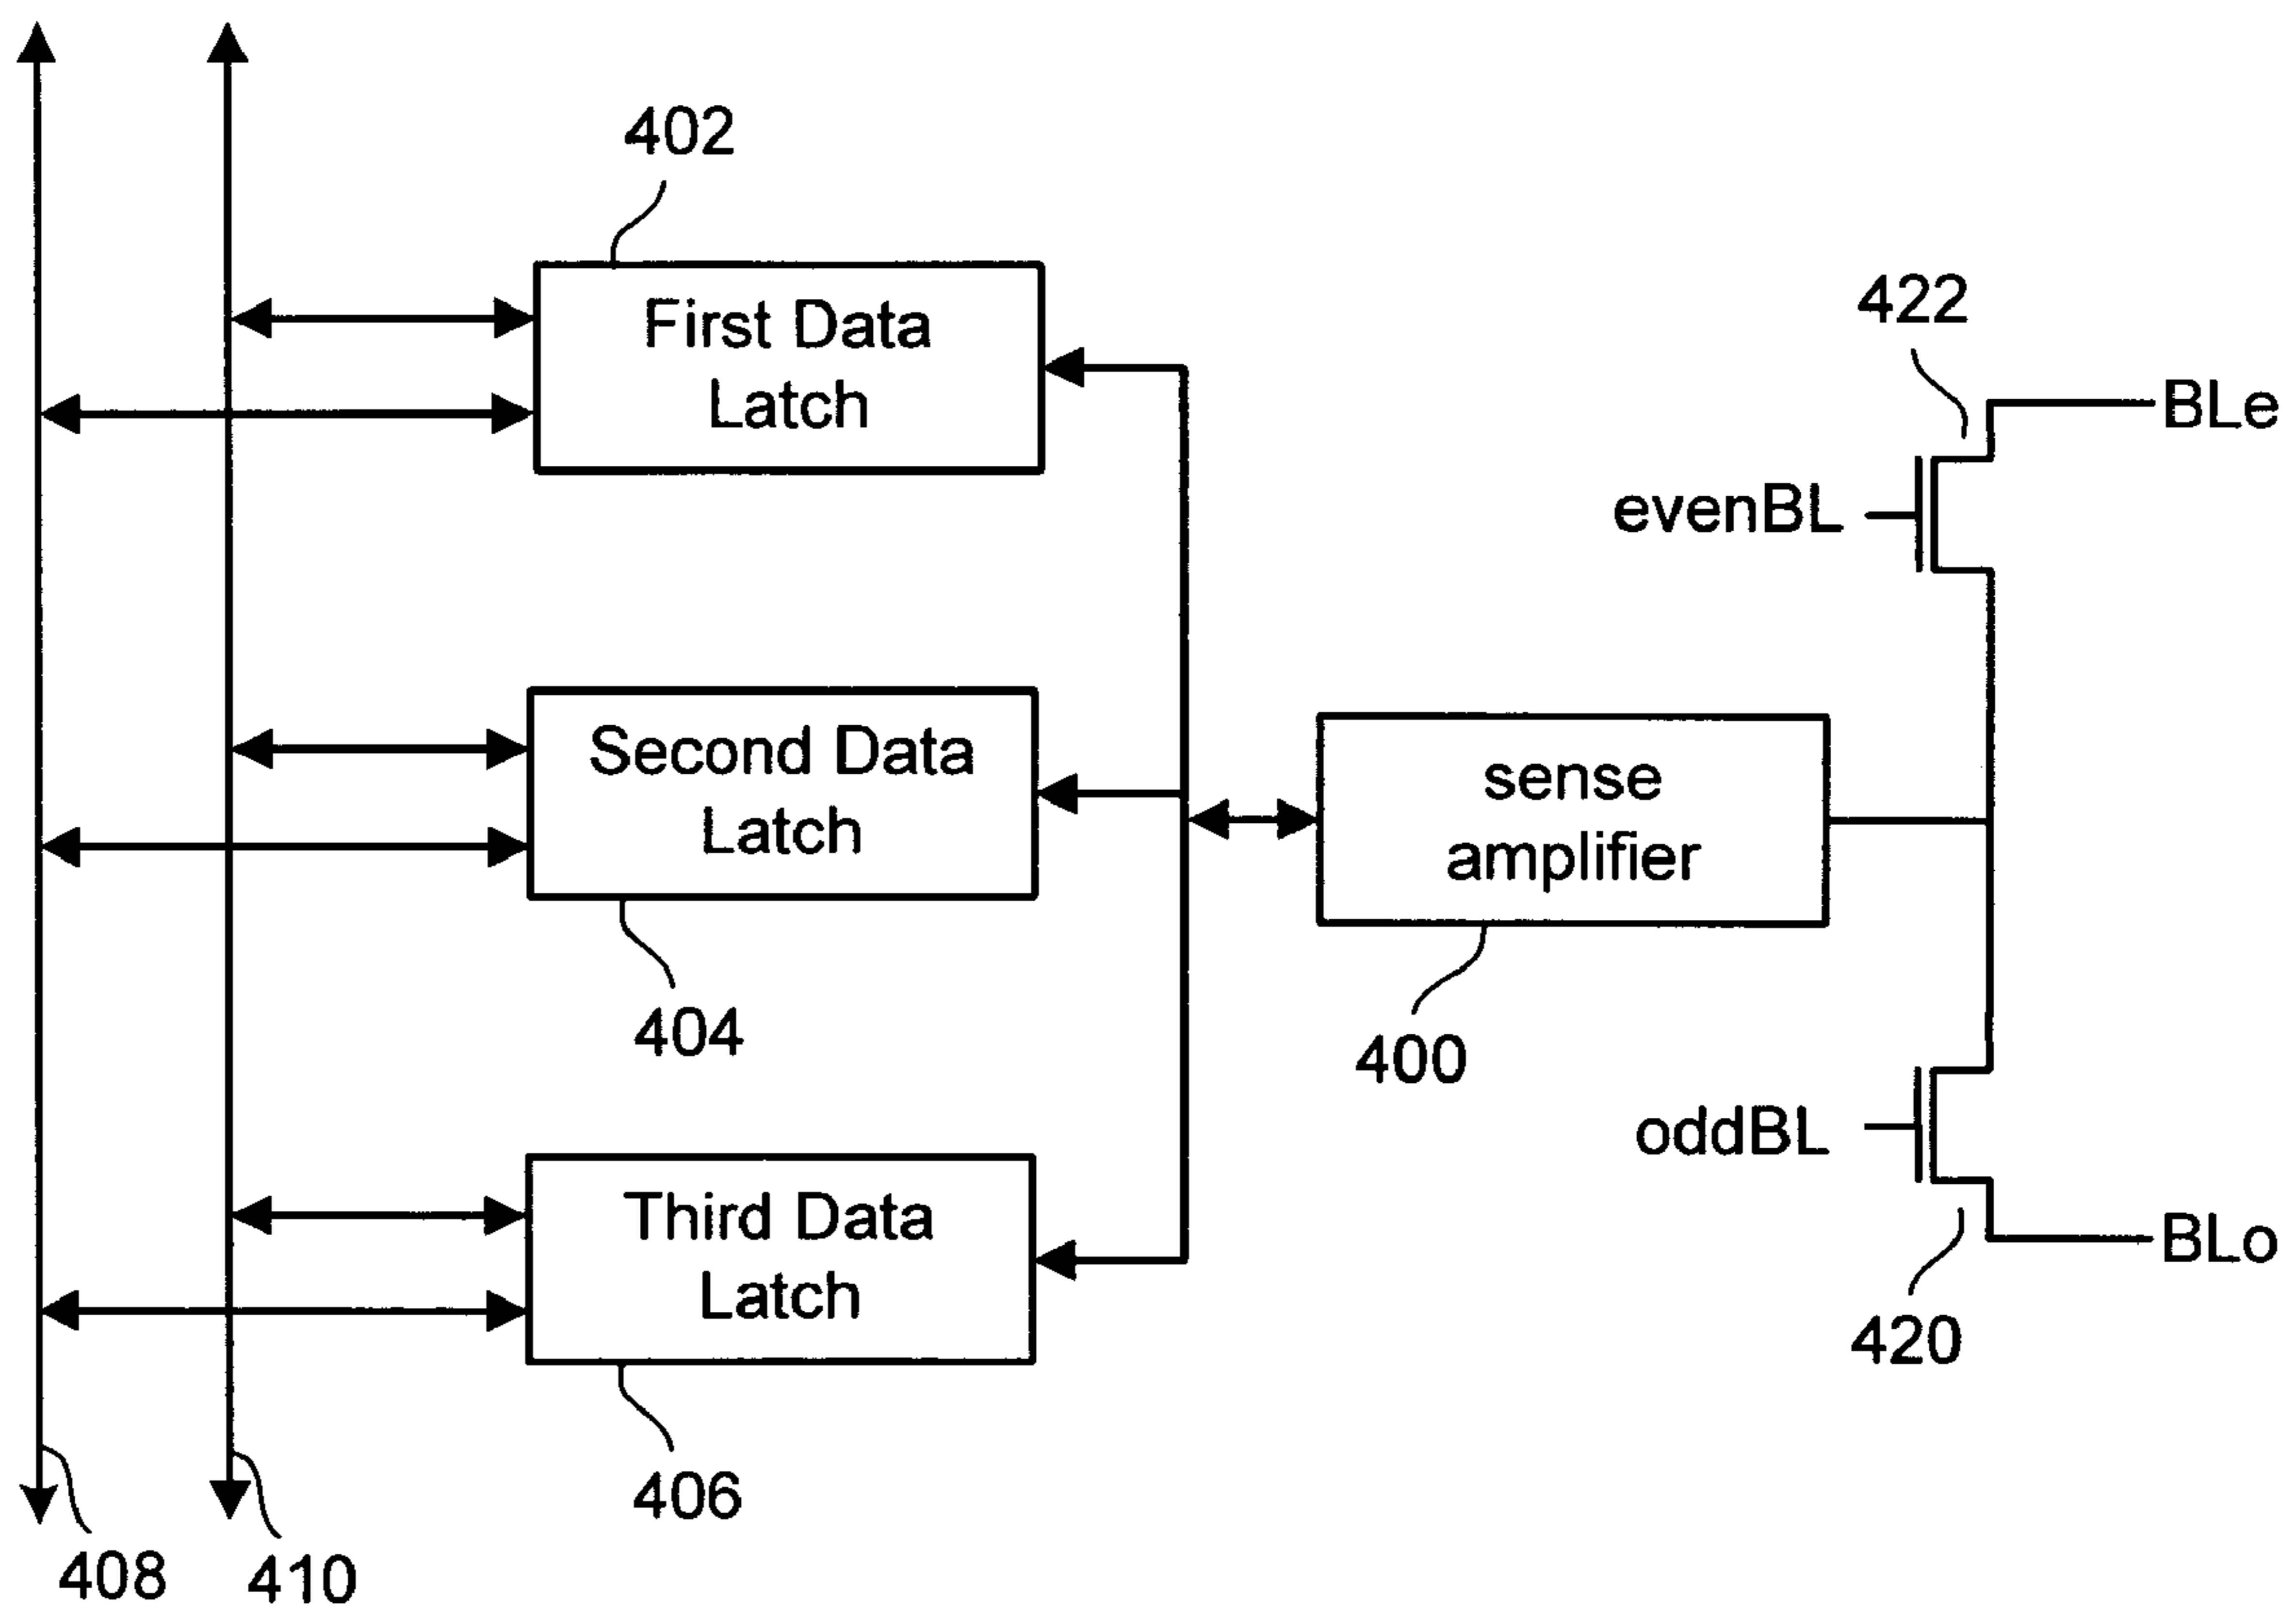 402
First Data
Latch
422
BLe
evenBL
Second Data
Latch
sense
amplifier
404
400
oddBL
Third Data
Latch
BLo
420
406
408
410